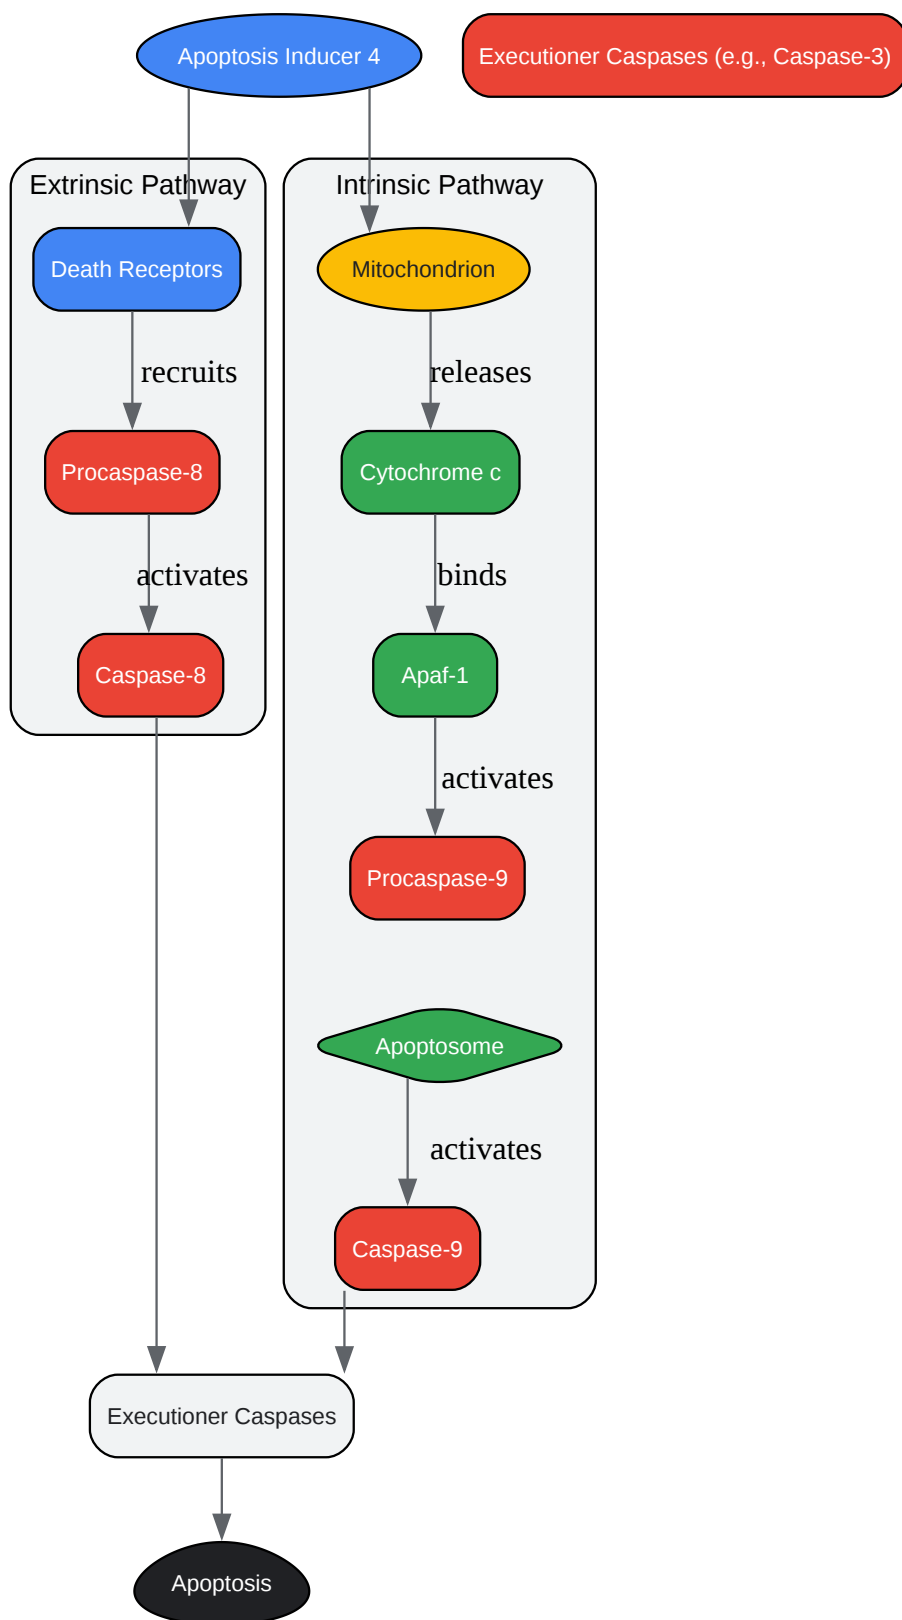 Apoptosis Inducer 4
Executioner Caspases (e.g., Caspase-3)
Extrinsic Pathway
Intrinsic Pathway
Death Receptors
Mitochondrion
recruits
releases
Procaspase-8
Cytochrome c
activates
binds
Caspase-8
Apaf-1
activates
Procaspase-9
Apoptosome
activates
Caspase-9
Executioner Caspases
Apoptosis